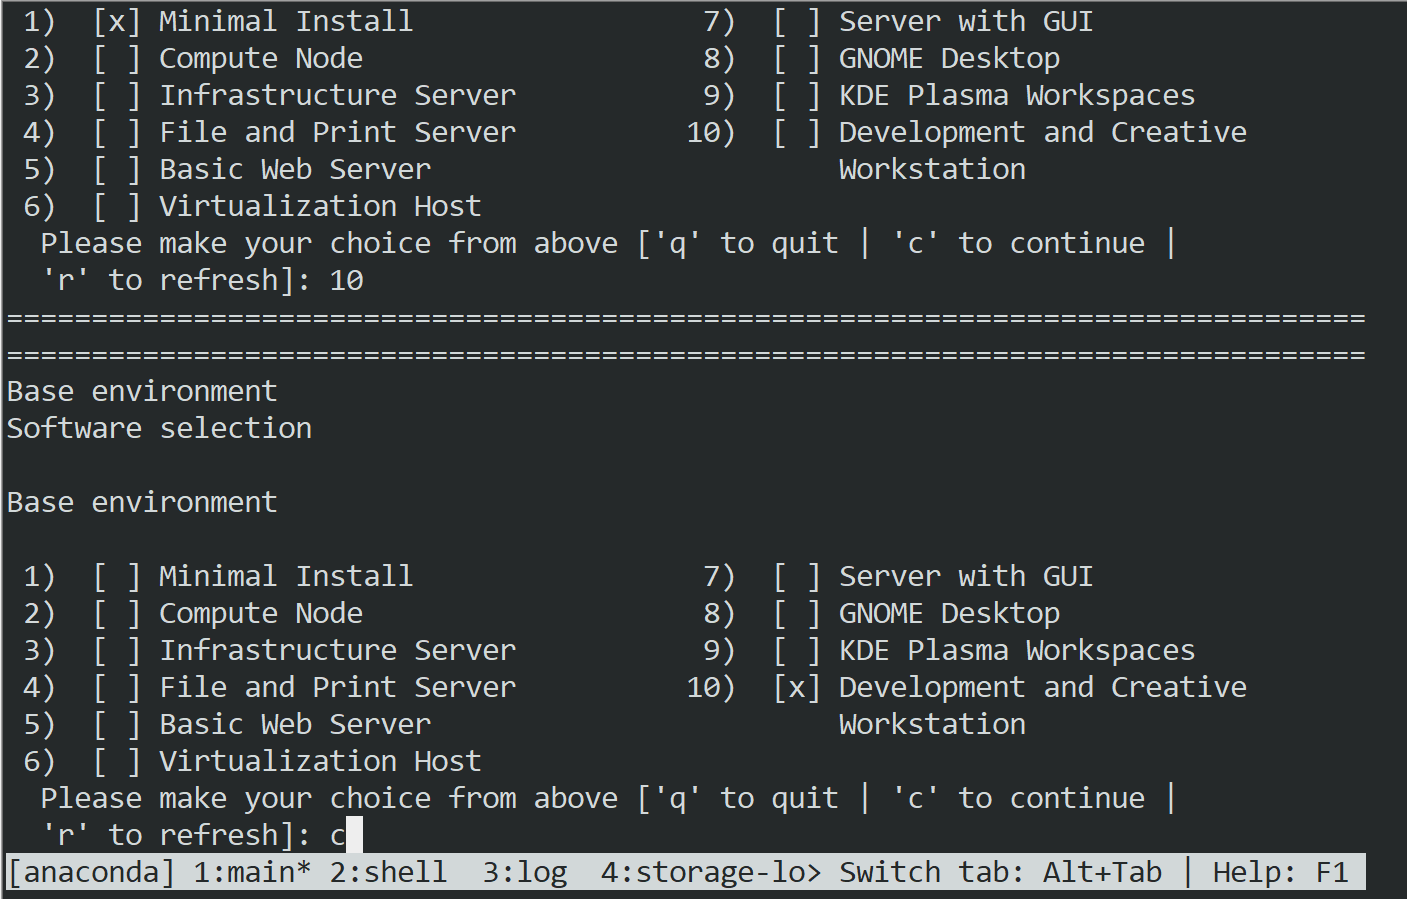 1)  [x] Minimal Install                 7)  [ ] Server with GUI
2)  [ ] Compute Node                    8)  [ ] GNOME Desktop
3)  [ ] Infrastructure Server           9)  [ ] KDE Plasma Workspaces
4)  [ ] File and Print Server          10)  [ ] Development and Creative
5)  [ ] Basic Web Server                        Workstation
6)  [ ] Virtualization Host
Please make your choice from above ['q' to quit | 'c' to continue |
'r' to refresh]: 10
================================================================================
================================================================================
Base environment
Software selection
Base environment
1)  [ ] Minimal Install                 7)  [ ] Server with GUI
2)  [ ] Compute Node                    8)  [ ] GNOME Desktop
3)  [ ] Infrastructure Server           9)  [ ] KDE Plasma Workspaces
4)  [ ] File and Print Server          10)  [x] Development and Creative
5)  [ ] Basic Web Server                        Workstation
6)  [ ] Virtualization Host
Please make your choice from above ['q' to quit | 'c' to continue |
'r' to refresh]: c
[anaconda] 1:main* 2:shell  3:log  4:storage-lo> Switch tab: Alt+Tab | Help: F1